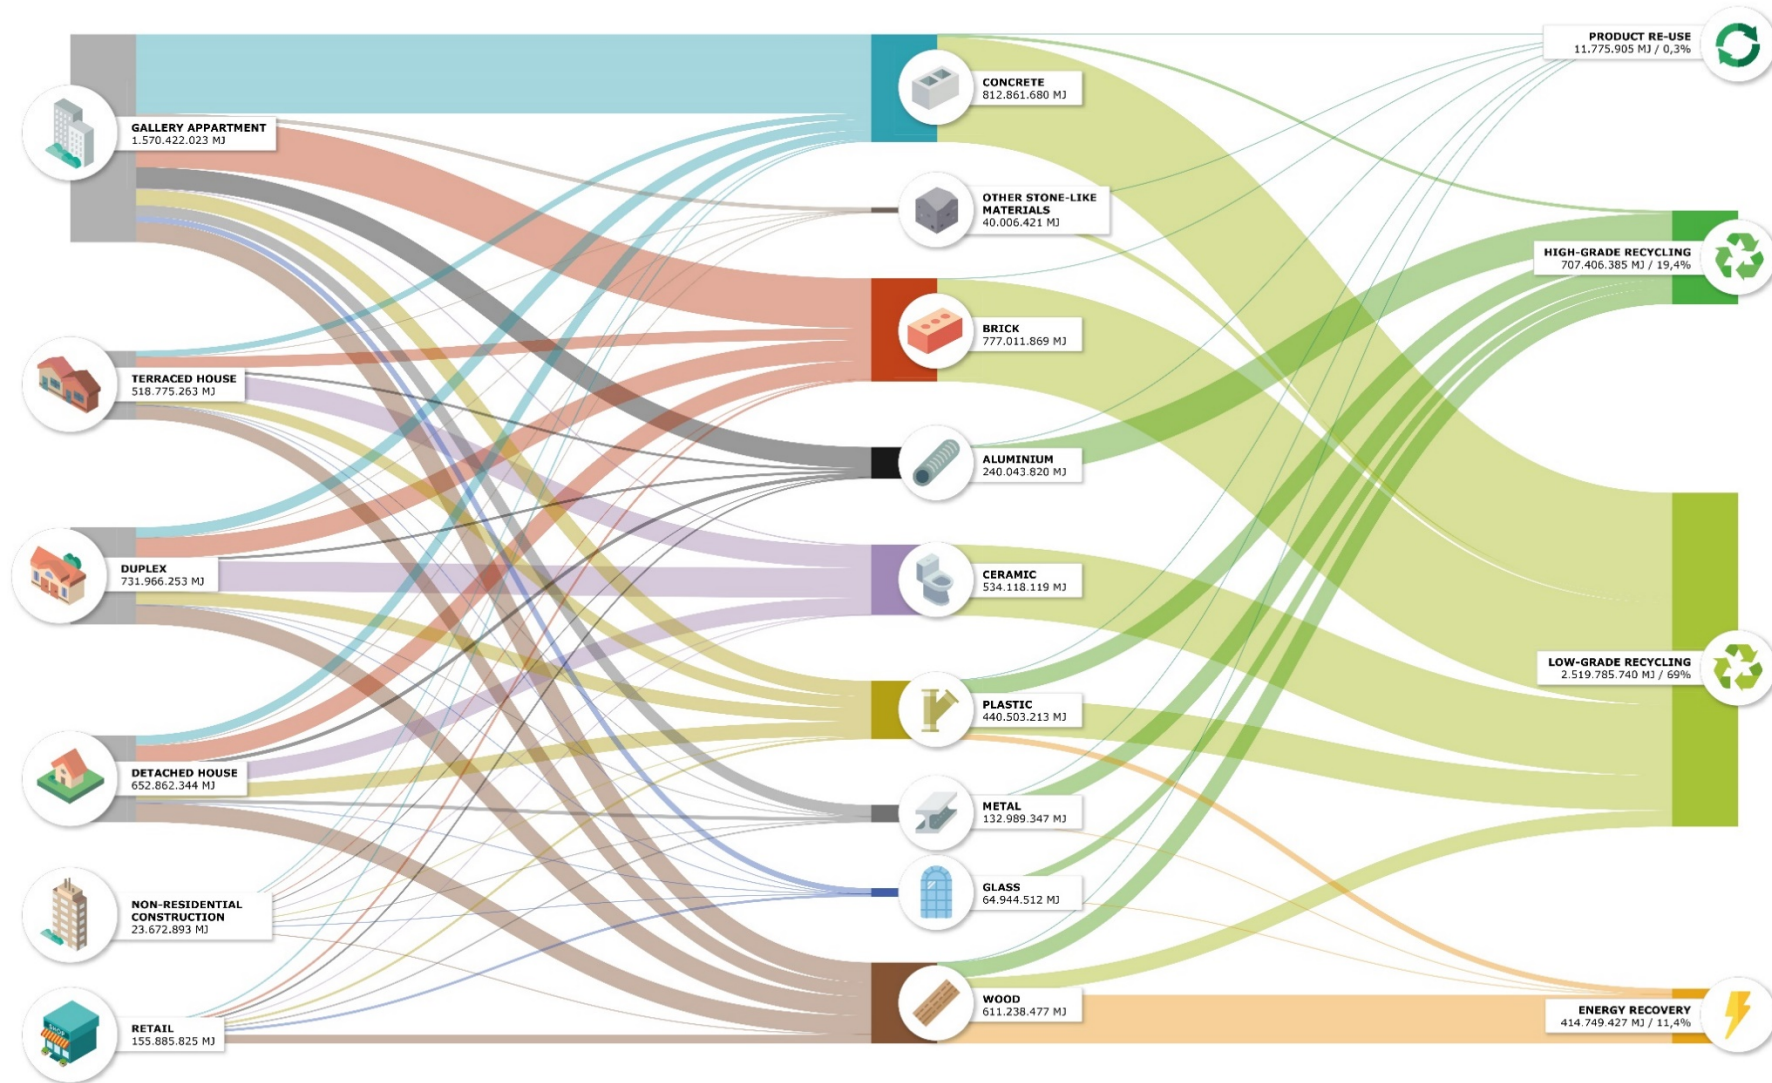 GALLERY APPARTMENT
1.570.422.023 MJ
TERRACED HOUSE
518.775.263 MJ
DUPLEX
731.966.253 MJ
DETACHED HOUSE
652.862.344 MJ
NON-RESIDENTIAL
CONSTRUCTION
23.672.893 MJ
SHOP
RETAIL
155.885.825 MJ
CONCRETE
812.861.680 MJ
OTHER STONE-LIKE
MATERIALS
40.006.421 MJ
BRICK
777.011.869 MJ
ALUMINIUM
240.043.820 MJ
CERAMIC
534.118.119 MJ
PLASTIC
440.503.213 MJ
METAL
132.989.347 MJ
GLASS
64.944.512 MJ
WOOD
611.238.477 MJ
PRODUCT RE-USE
11.775.905 MJ / 0,3%
HIGH-GRADE RECYCLING
707.406.385 MJ / 19,4%
LOW-GRADE RECYCLING
2.519.785.740 MJ / 69%
ENERGY RECOVERY
414.749.427 MJ / 11,4%